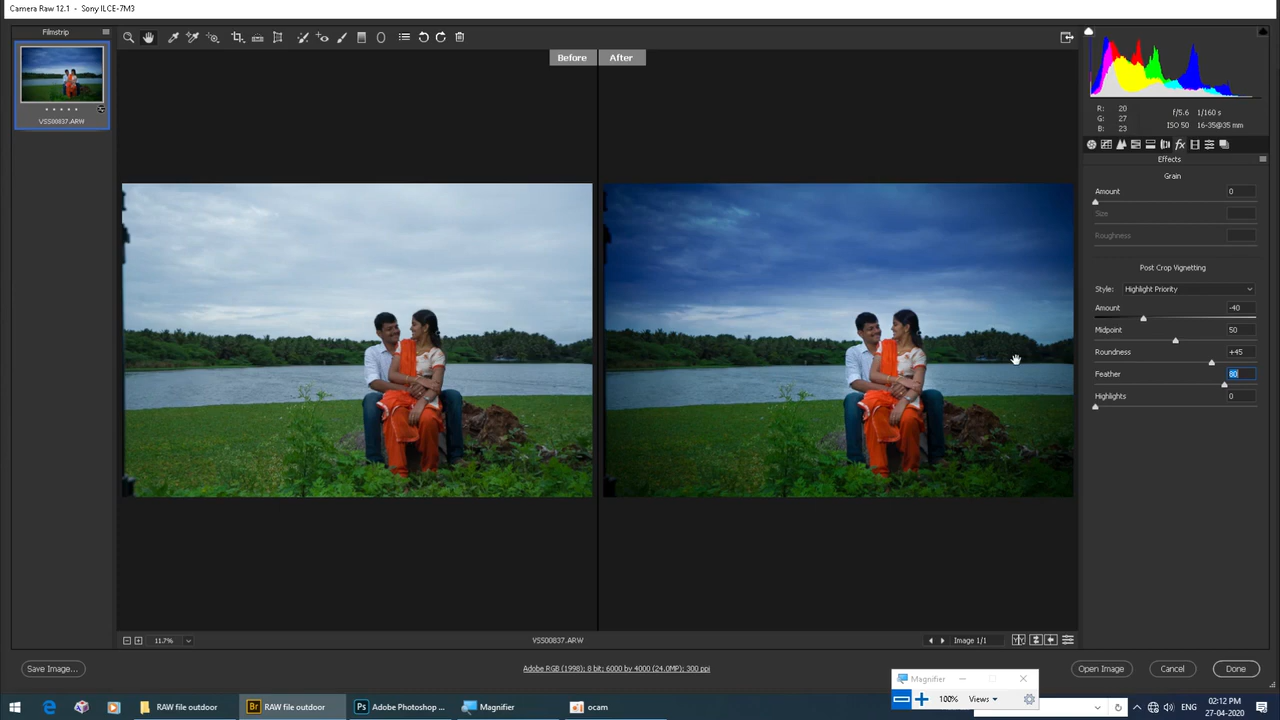 Camera Raw 12.1 - Sony ILCE-7M3
Filmstrip
VSS00837.ARW
Before
After
R: 20
G: 27
B: 23
f/5.6 1/160 s
ISO 50 16-35@35 mm
fx
Effects
Grain
Amount 0
Size
Roughness
Post Crop Vignetting
Style: Highlight Priority
Amount -40
Midpoint 50
Roundness +45
Feather 80
Highlights 0
11.7%
VSS00837.ARW
Image 1/1
Save Image...
Adobe RGB (1998); 8 bit; 6000 by 4000 (24.0MP); 300 ppi
Open Image
Cancel
Done
Magnifier
100% Views
RAW file outdoor
Br RAW file outdoor
Ps Adobe Photoshop ...
Magnifier
ocam
ENG
02:12 PM
27-04-2020